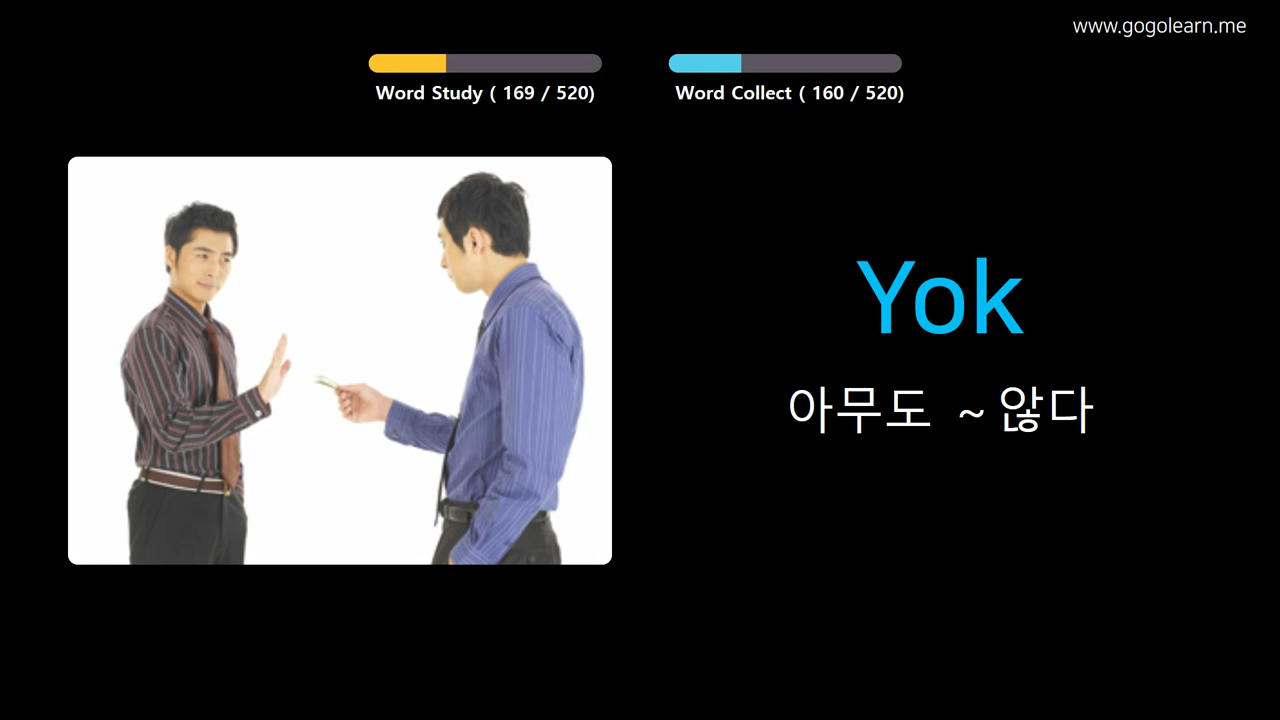 www.gogolearn.me
Word Study ( 169 / 520)
Word Collect ( 160 / 520)
Yok
아무도 ~ 않다